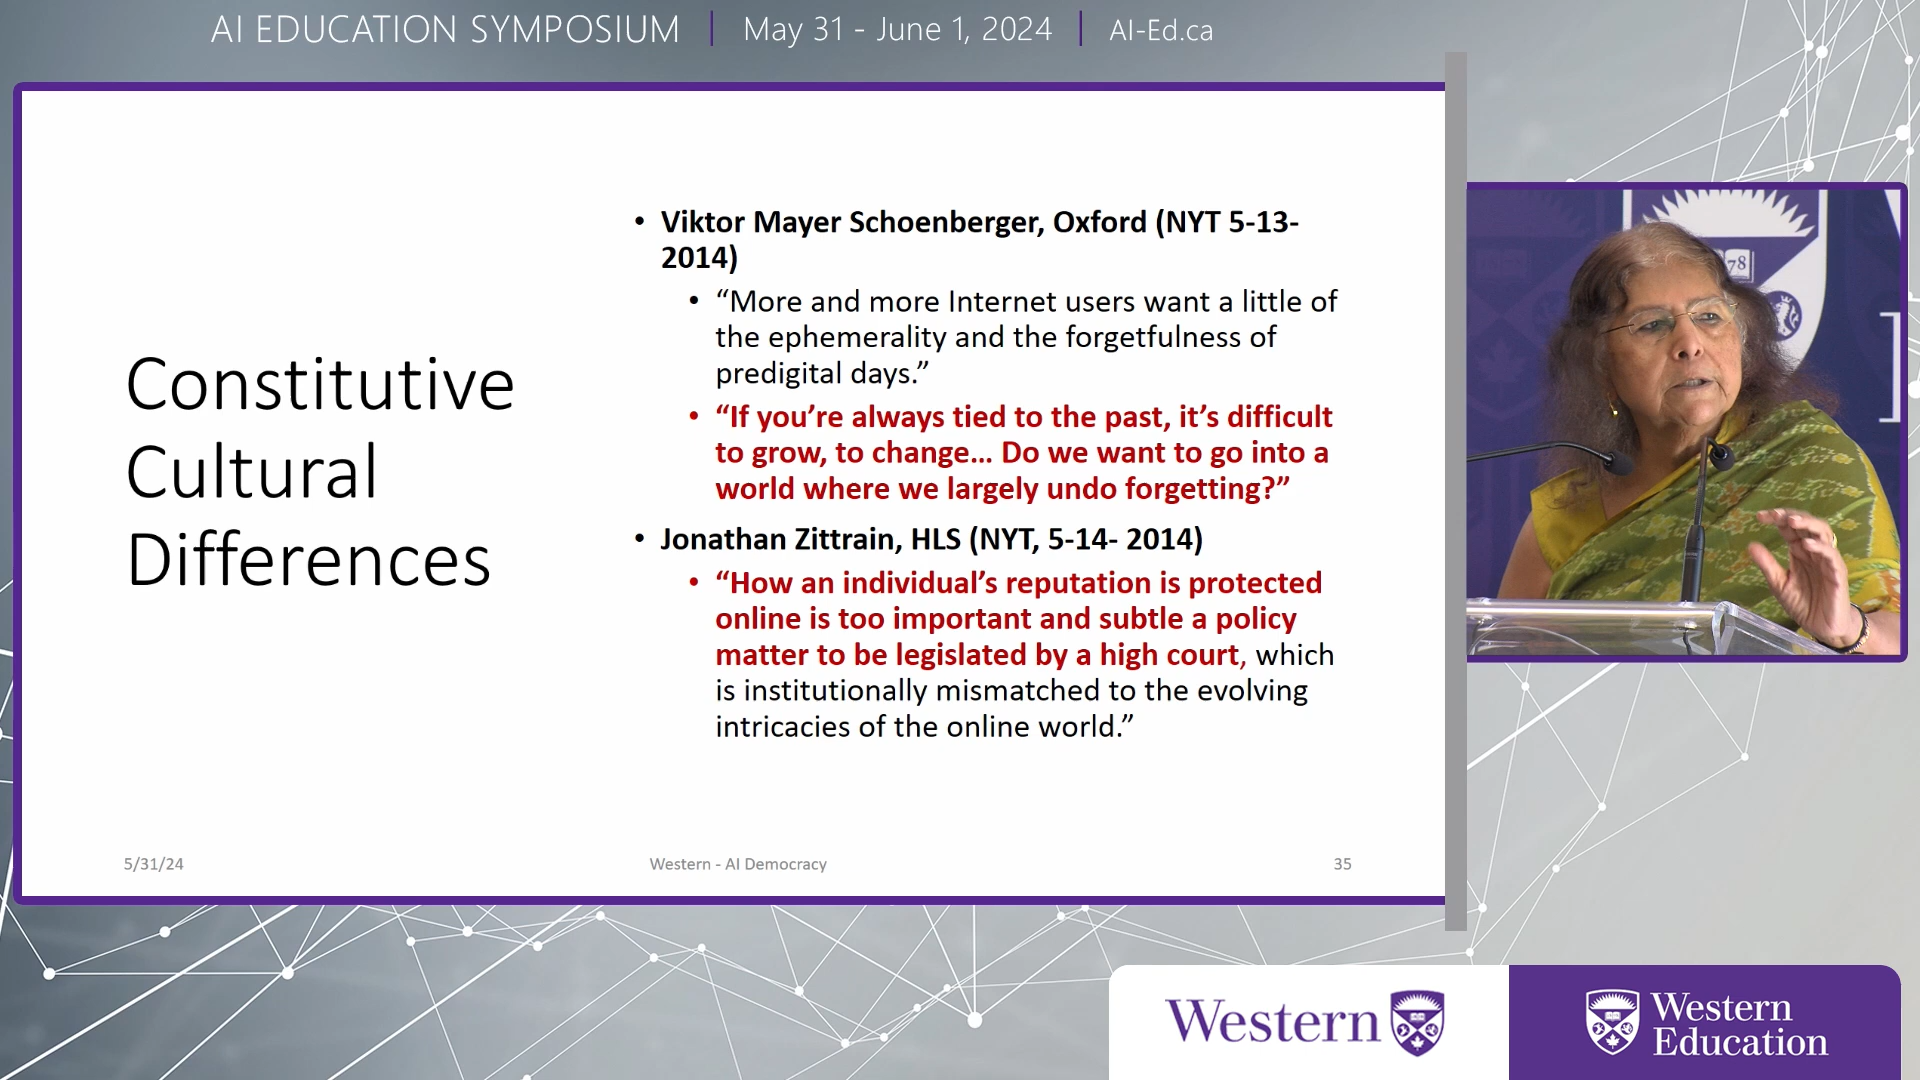 AI EDUCATION SYMPOSIUM | May 31 - June 1, 2024 | AI-Ed.ca
Constitutive
Cultural
Differences
• Viktor Mayer Schoenberger, Oxford (NYT 5-13-
2014)
• “More and more Internet users want a little of
the ephemerality and the forgetfulness of
predigital days.”
• “If you’re always tied to the past, it’s difficult
to grow, to change… Do we want to go into a
world where we largely undo forgetting?”
• Jonathan Zittrain, HLS (NYT, 5-14- 2014)
• “How an individual’s reputation is protected
online is too important and subtle a policy
matter to be legislated by a high court, which
is institutionally mismatched to the evolving
intricacies of the online world.”
5/31/24
Western - AI Democracy
35
78
Western
Western
Education